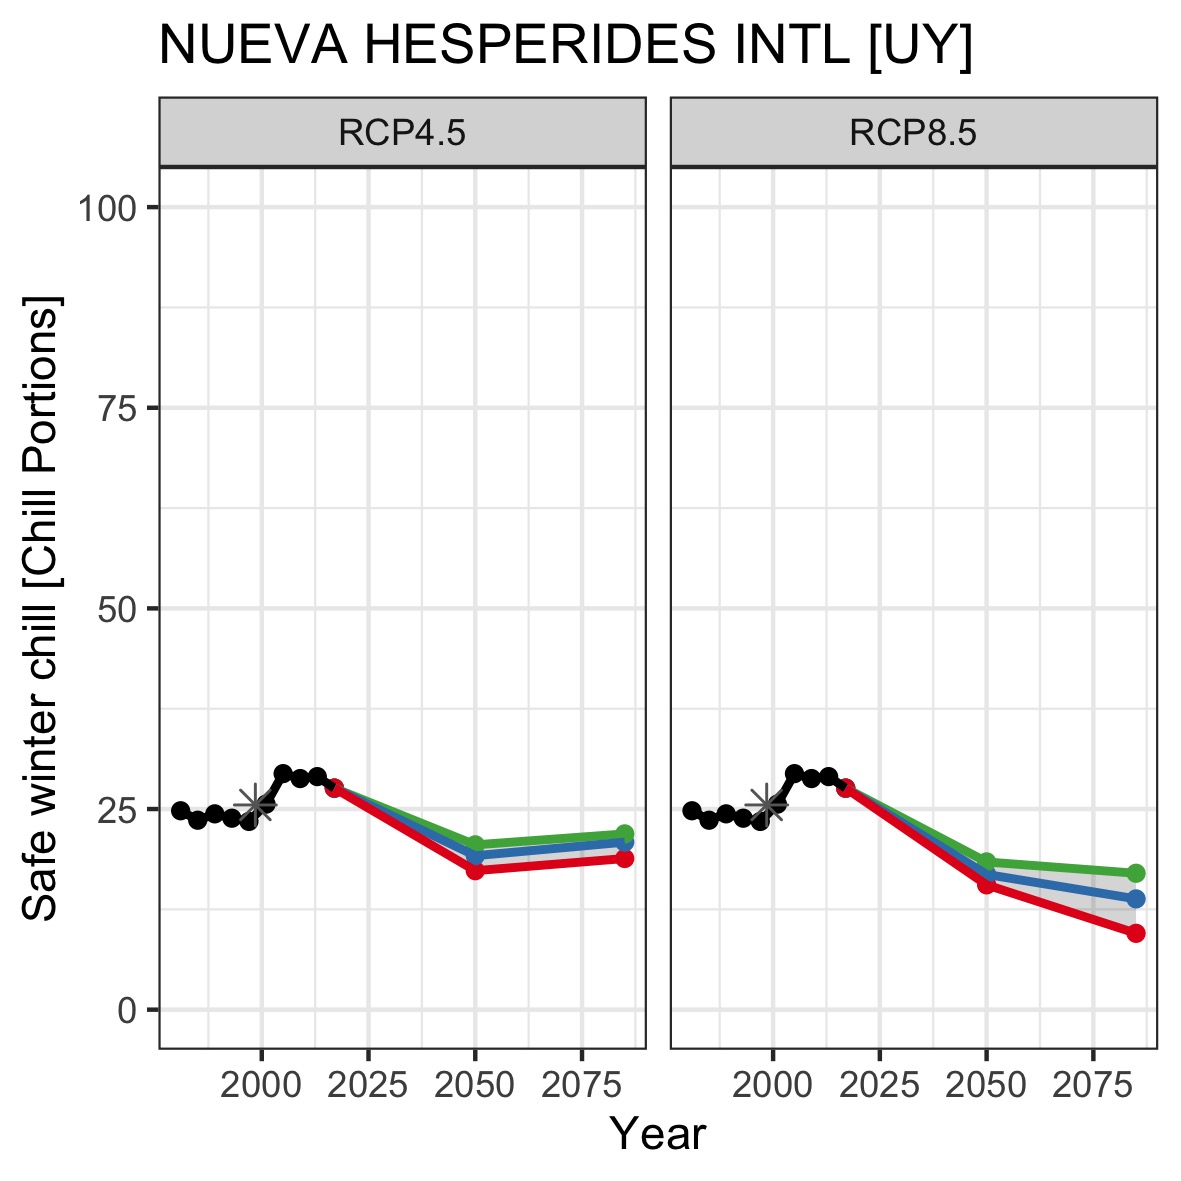 NUEVA HESPERIDES INTL [UY]
RCP4.5 RCP8.5
Safe winter chill [Chill Portions]
100
75
50
25
0
2000 2025 2050 2075 2000 2025 2050 2075
Year